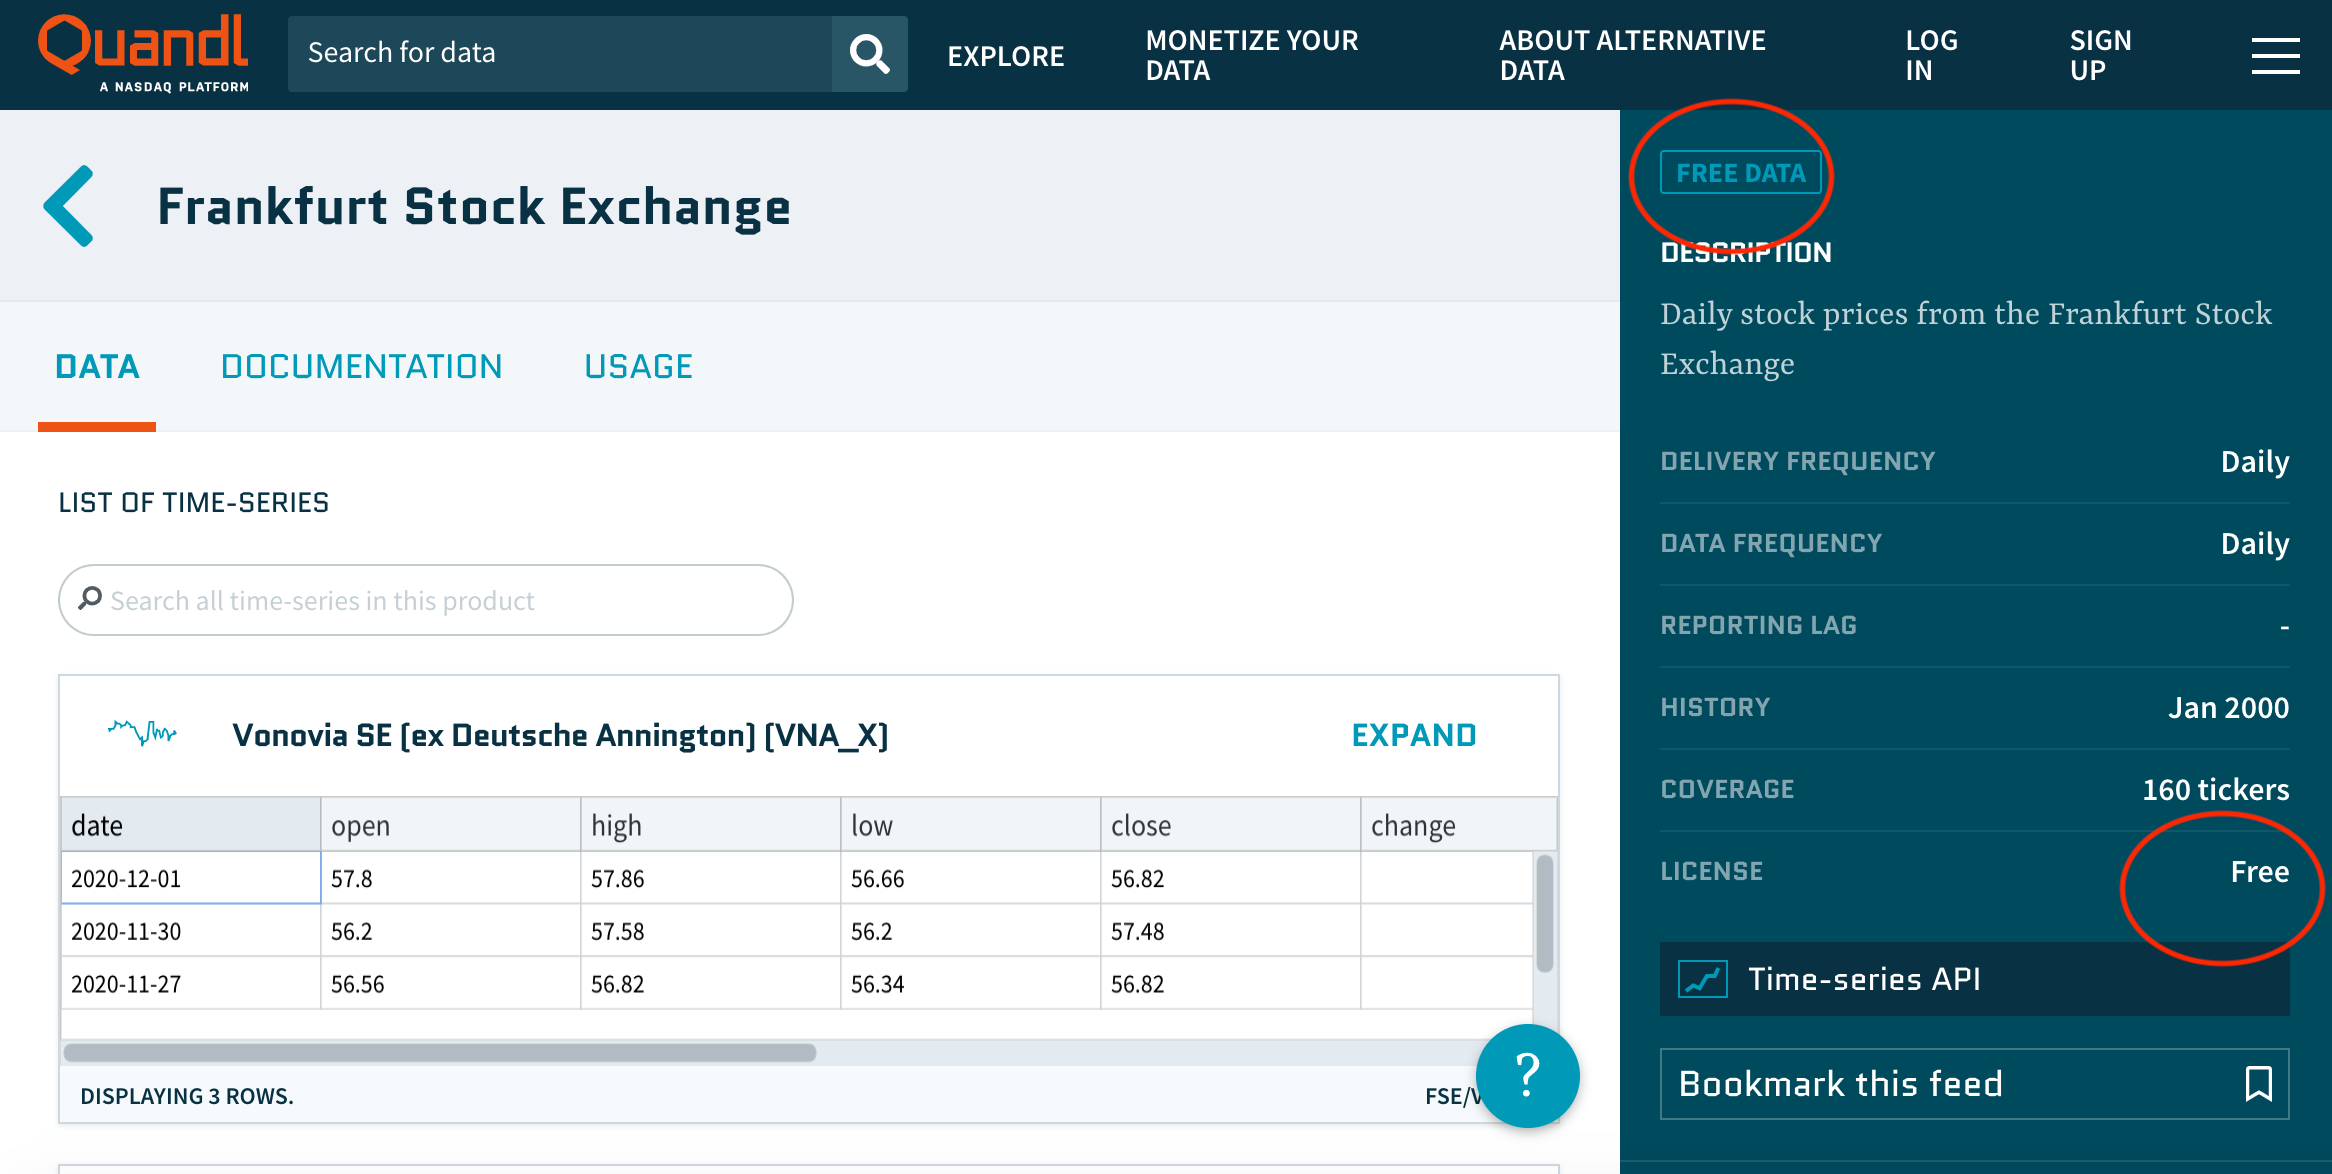 Quandl
A NASDAQ PLATFORM
Search for data
EXPLORE
MONETIZE YOUR
DATA
ABOUT ALTERNATIVE
DATA
LOG
IN
SIGN
UP
Frankfurt Stock Exchange
DATA
DOCUMENTATION
USAGE
LIST OF TIME-SERIES
Search all time-series in this product
Vonovia SE (ex Deutsche Annington) (VNA_X)
EXPAND
date open high low close change
2020-12-01 57.8 57.86 56.66 56.82
2020-11-30 56.2 57.58 56.2 57.48
2020-11-27 56.56 56.82 56.34 56.82
DISPLAYING 3 ROWS.
FSE/
?
FREE DATA
DESCRIPTION
Daily stock prices from the Frankfurt Stock
Exchange
DELIVERY FREQUENCY Daily
DATA FREQUENCY Daily
REPORTING LAG -
HISTORY Jan 2000
COVERAGE 160 tickers
LICENSE Free
Time-series API
Bookmark this feed